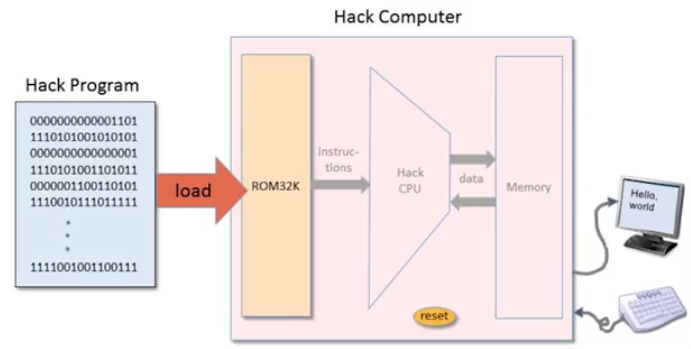 Hack Computer
Hack Program
0000000000001101
1110101001010101
0000000000000001
1110101001101011
0000001100110101
1110010111011111
1111001001100111
load
ROM32K
instruc-
tions
Hack
CPU
data
Memory
reset
Hello,
world